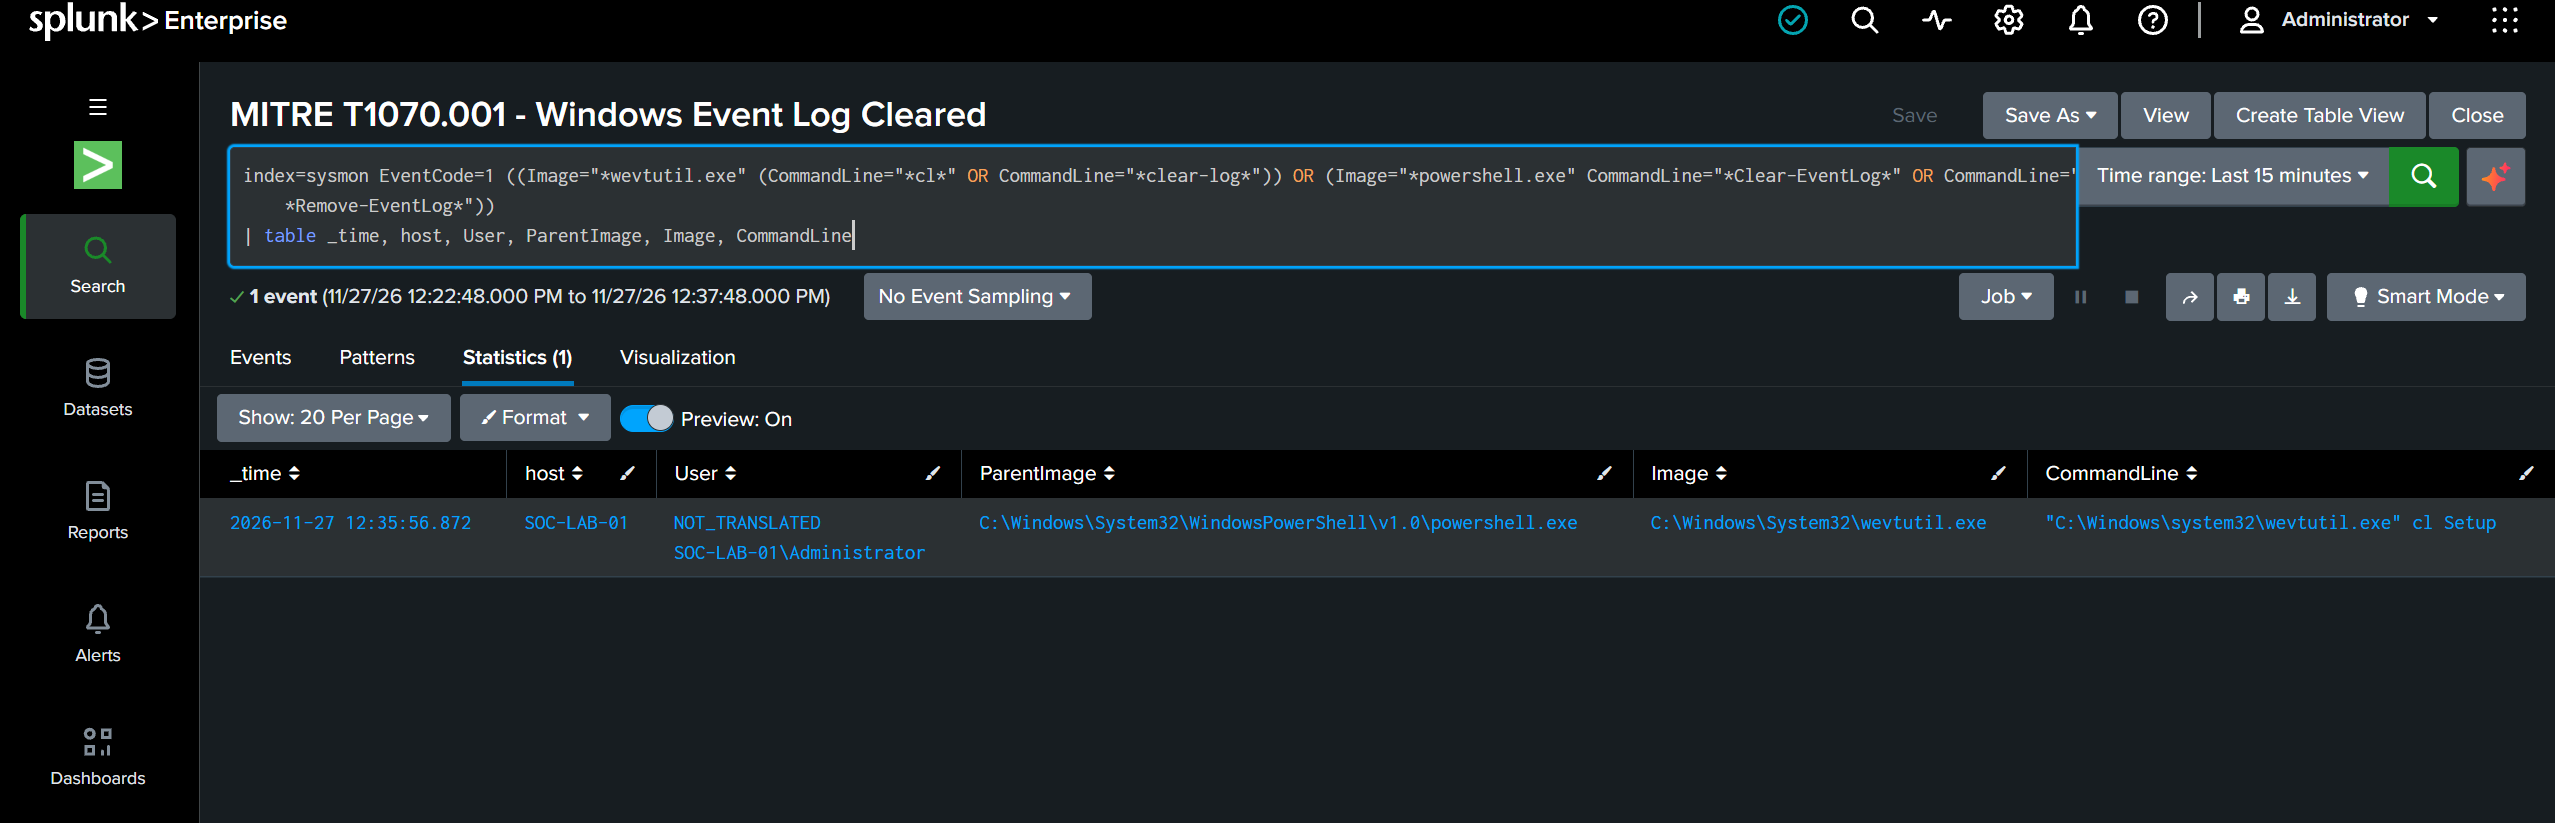 splunk> Enterprise
Administrator
MITRE T1070.001 - Windows Event Log Cleared
Save
Save As
View
Create Table View
Close
index=sysmon EventCode=1 ((Image="*wevtutil.exe" (CommandLine="*cl*" OR CommandLine="*clear-log*")) OR (Image="*powershell.exe" CommandLine="*Clear-EventLog*" OR CommandLine="
*Remove-EventLog*"))
| table _time, host, User, ParentImage, Image, CommandLine
Time range: Last 15 minutes
1 event (11/27/26 12:22:48.000 PM to 11/27/26 12:37:48.000 PM)
No Event Sampling
Job
Smart Mode
Search
Datasets
Reports
Alerts
Dashboards
Events
Patterns
Statistics (1)
Visualization
Show: 20 Per Page
Format
Preview: On
_time
host
User
ParentImage
Image
CommandLine
2026-11-27 12:35:56.872
SOC-LAB-01
NOT_TRANSLATED
SOC-LAB-01\Administrator
C:\Windows\System32\WindowsPowerShell\v1.0\powershell.exe
C:\Windows\System32\wevtutil.exe
"C:\Windows\system32\wevtutil.exe" cl Setup